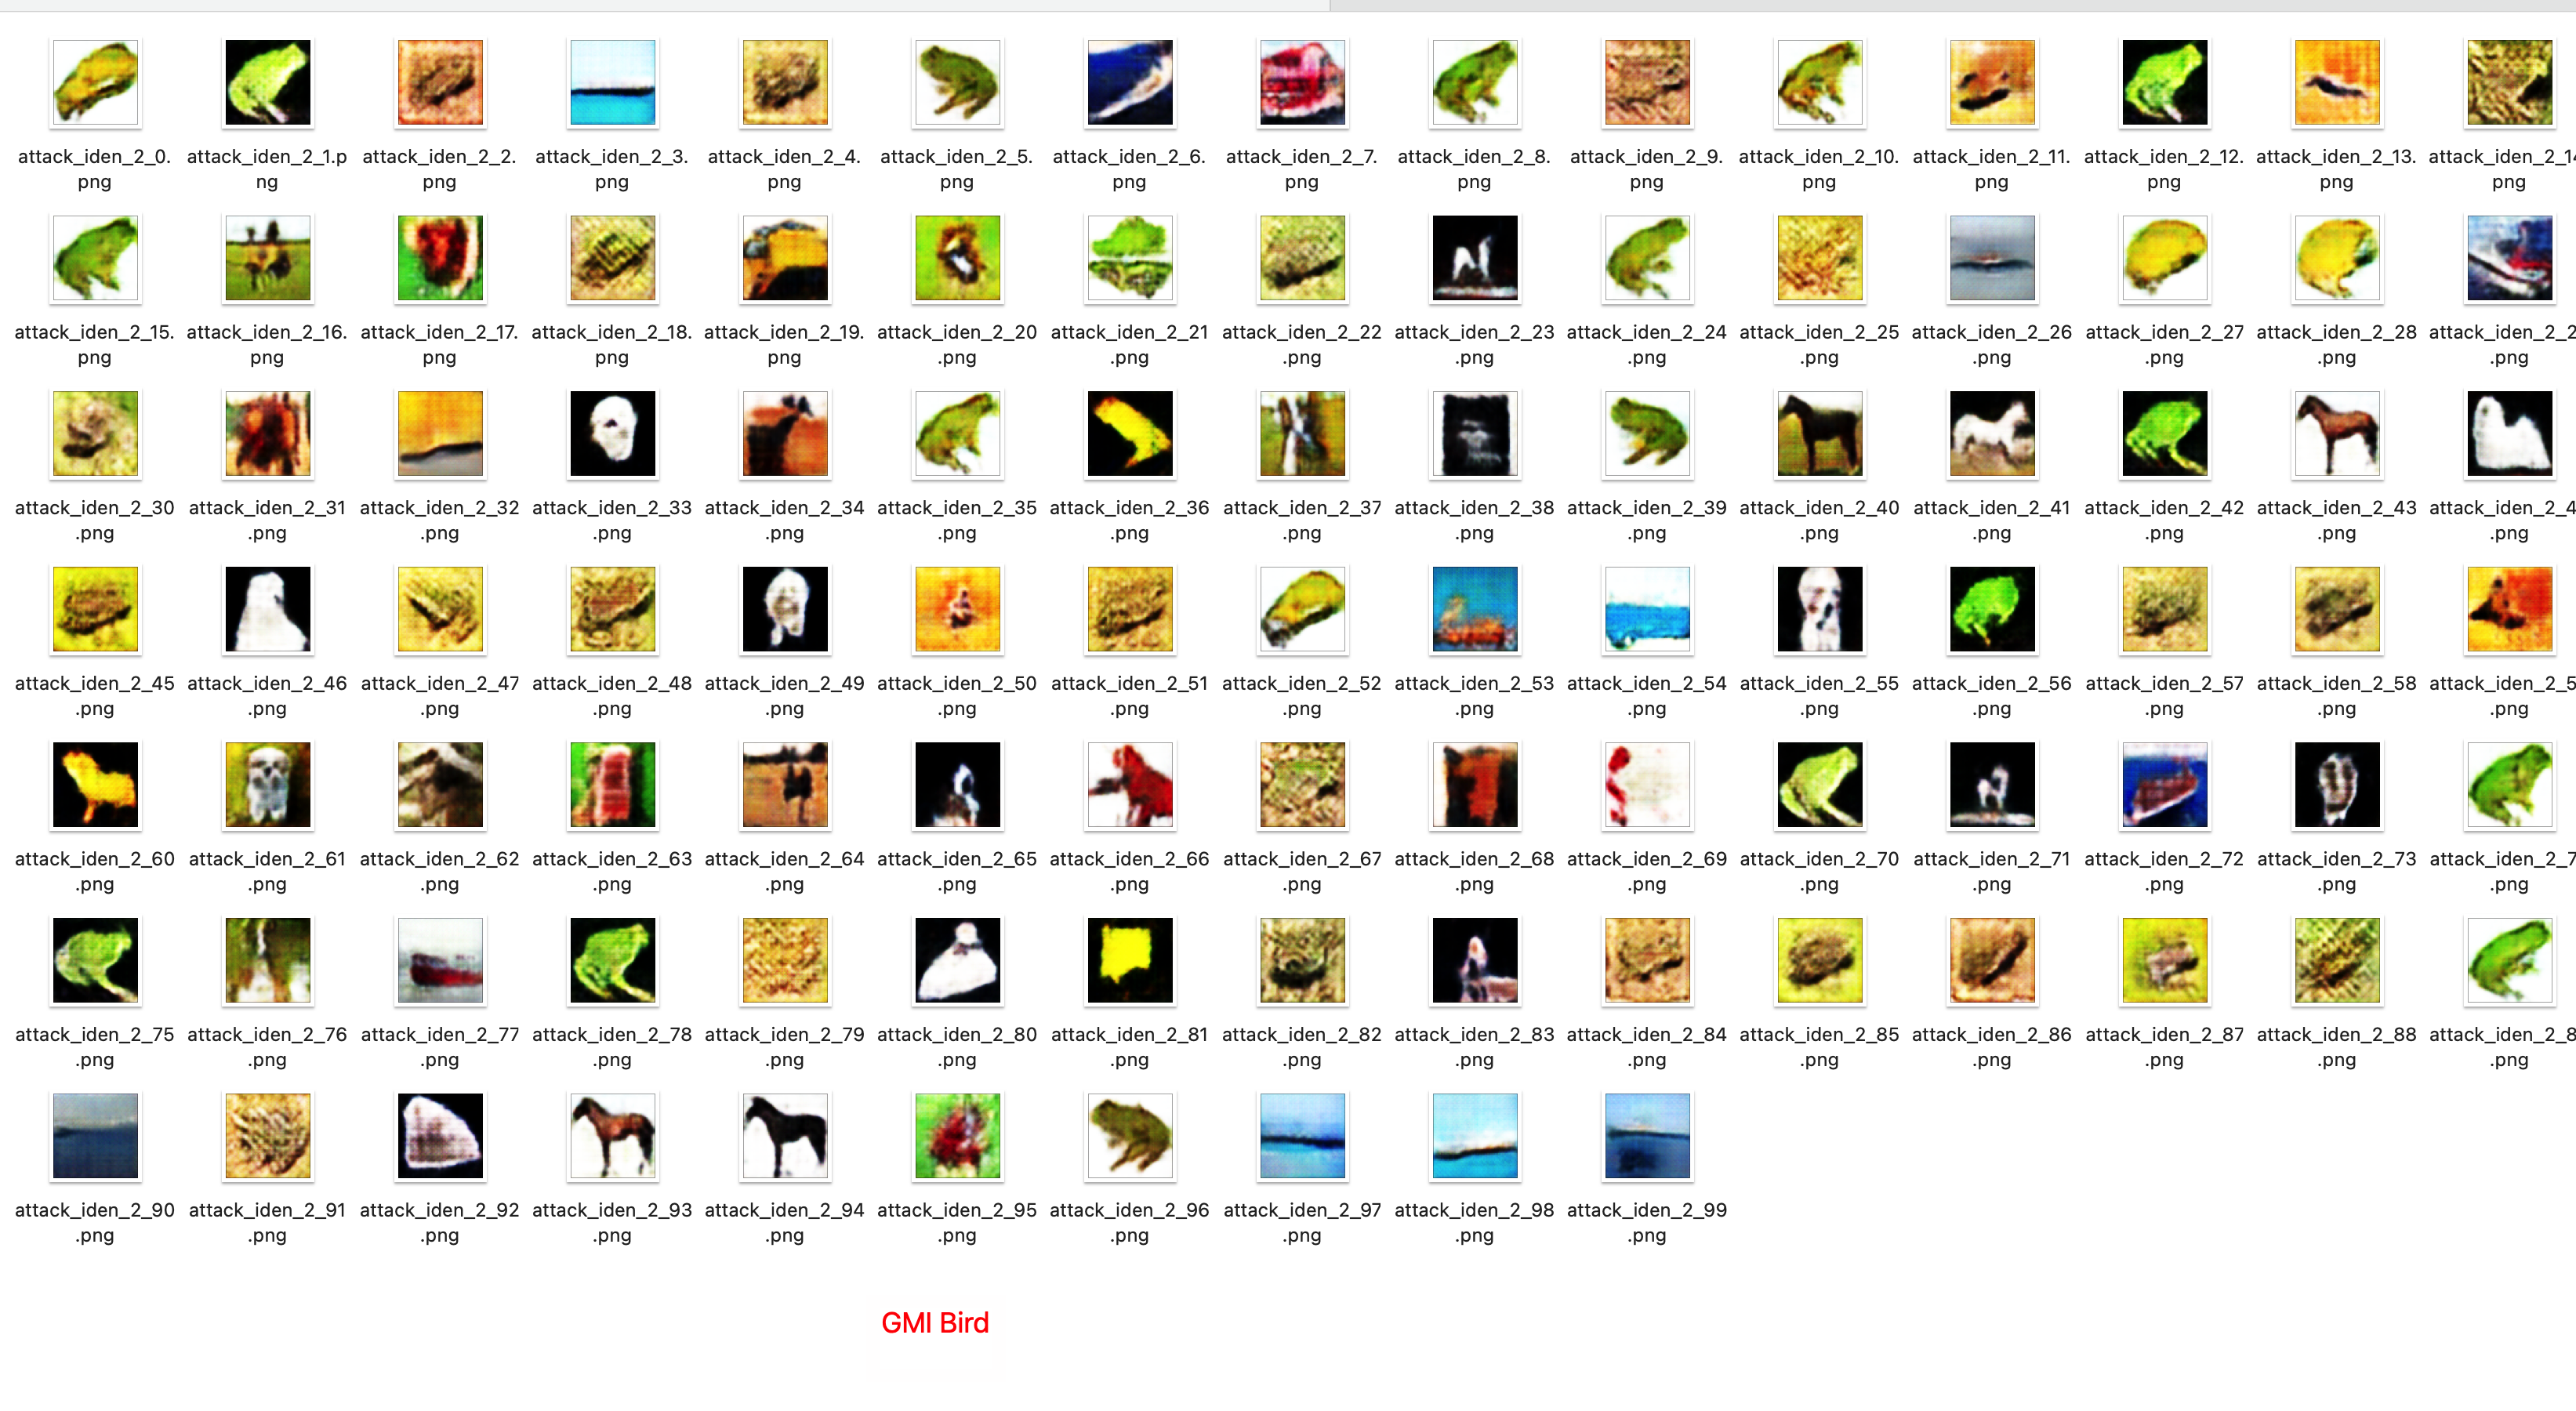 attack_iden_2_0. attack_iden_2_1.p attack_iden_2_2. attack_iden_2_3. attack_iden_2_4. attack_iden_2_5. attack_iden_2_6. attack_iden_2_7. attack_iden_2_8. attack_iden_2_9. attack_iden_2_10. attack_iden_2_11. attack_iden_2_12. attack_iden_2_13. attack_iden_2_14
png ng png png png png png png png png png png png png png
attack_iden_2_15. attack_iden_2_16. attack_iden_2_17. attack_iden_2_18. attack_iden_2_19. attack_iden_2_20 attack_iden_2_21 attack_iden_2_22 attack_iden_2_23 attack_iden_2_24 attack_iden_2_25 attack_iden_2_26 attack_iden_2_27 attack_iden_2_28 attack_iden_2_2
png png png png png .png .png .png .png .png .png .png .png .png .png
attack_iden_2_30 attack_iden_2_31 attack_iden_2_32 attack_iden_2_33 attack_iden_2_34 attack_iden_2_35 attack_iden_2_36 attack_iden_2_37 attack_iden_2_38 attack_iden_2_39 attack_iden_2_40 attack_iden_2_41 attack_iden_2_42 attack_iden_2_43 attack_iden_2_4
.png .png .png .png .png .png .png .png .png .png .png .png .png .png .png
attack_iden_2_45 attack_iden_2_46 attack_iden_2_47 attack_iden_2_48 attack_iden_2_49 attack_iden_2_50 attack_iden_2_51 attack_iden_2_52 attack_iden_2_53 attack_iden_2_54 attack_iden_2_55 attack_iden_2_56 attack_iden_2_57 attack_iden_2_58 attack_iden_2_5
.png .png .png .png .png .png .png .png .png .png .png .png .png .png .png
attack_iden_2_60 attack_iden_2_61 attack_iden_2_62 attack_iden_2_63 attack_iden_2_64 attack_iden_2_65 attack_iden_2_66 attack_iden_2_67 attack_iden_2_68 attack_iden_2_69 attack_iden_2_70 attack_iden_2_71 attack_iden_2_72 attack_iden_2_73 attack_iden_2_7
.png .png .png .png .png .png .png .png .png .png .png .png .png .png .png
attack_iden_2_75 attack_iden_2_76 attack_iden_2_77 attack_iden_2_78 attack_iden_2_79 attack_iden_2_80 attack_iden_2_81 attack_iden_2_82 attack_iden_2_83 attack_iden_2_84 attack_iden_2_85 attack_iden_2_86 attack_iden_2_87 attack_iden_2_88 attack_iden_2_8
.png .png .png .png .png .png .png .png .png .png .png .png .png .png .png
attack_iden_2_90 attack_iden_2_91 attack_iden_2_92 attack_iden_2_93 attack_iden_2_94 attack_iden_2_95 attack_iden_2_96 attack_iden_2_97 attack_iden_2_98 attack_iden_2_99
.png .png .png .png .png .png .png .png .png .png
GMI Bird